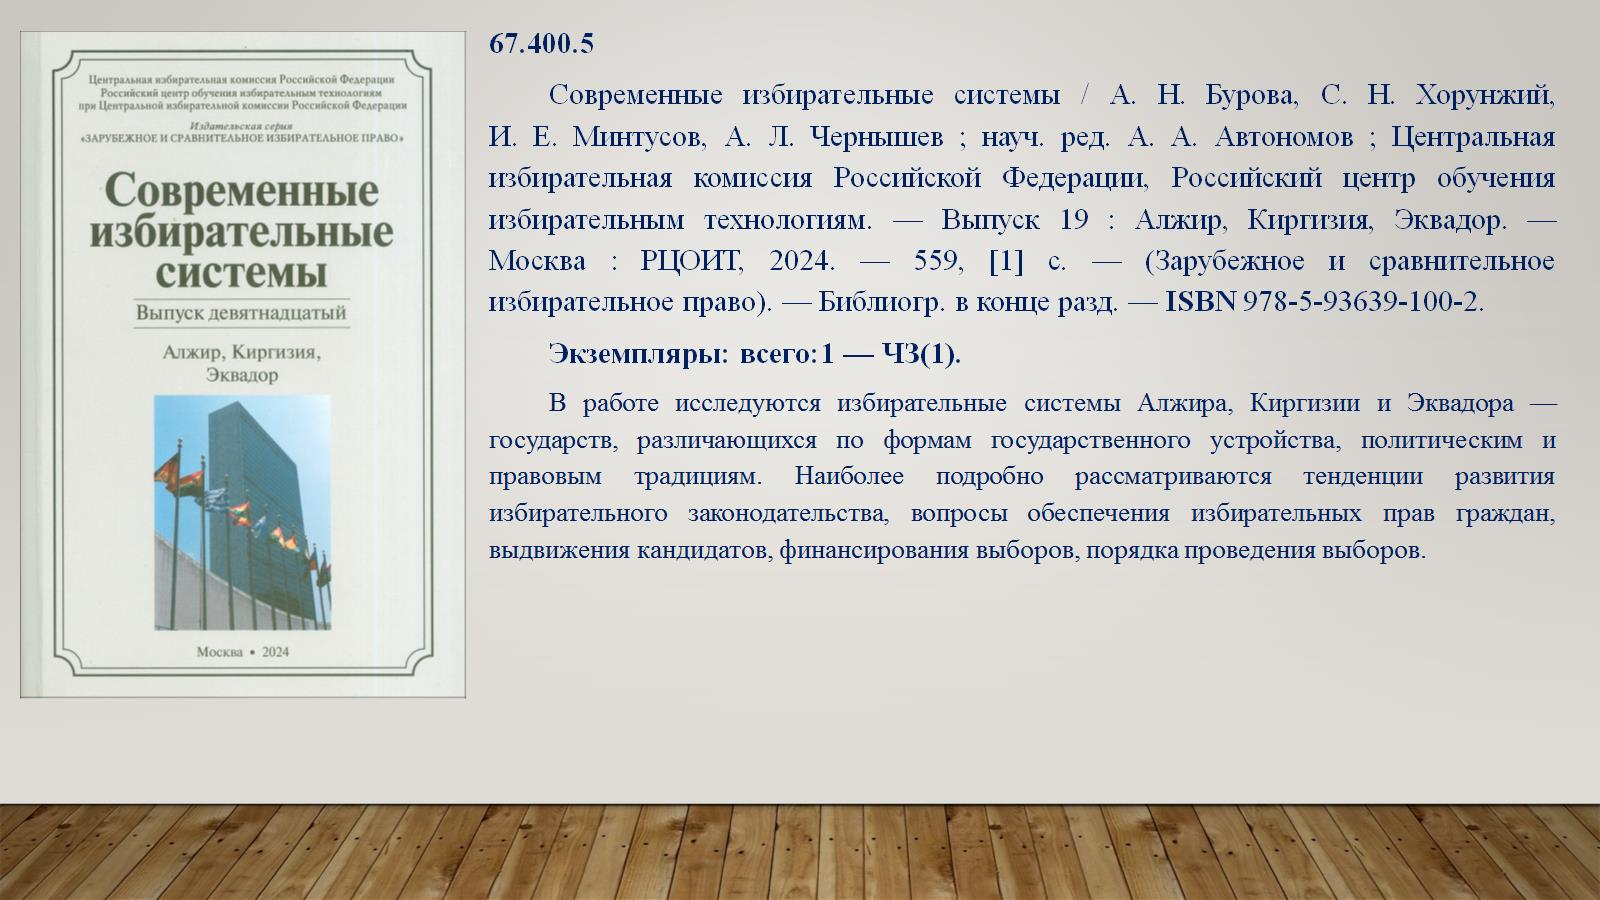 Центральная избирательная комиссия Российской Федерации
Российский центр обучения избирательным технологиям
при Центральной избирательной комиссии Российской Федерации
Издательская серия
«ЗАРУБЕЖНОЕ И СРАВНИТЕЛЬНОЕ ИЗБИРАТЕЛЬНОЕ ПРАВО»
Современные
избирательные
системы
Выпуск девятнадцатый
Алжир, Киргизия,
Эквадор
Москва • 2024
67.400.5
Современные избирательные системы / А. Н. Бурова, С. Н. Хорунжий,
И. Е. Минтусов, А. Л. Чернышев ; науч. ред. А. А. Автономов ; Центральная
избирательная комиссия Российской Федерации, Российский центр обучения
избирательным технологиям. — Выпуск 19 : Алжир, Киргизия, Эквадор. —
Москва : РЦОИТ, 2024. — 559, [1] с. — (Зарубежное и сравнительное
избирательное право). — Библиогр. в конце разд. — ISBN 978-5-93639-100-2.
Экземпляры: всего:1 — ЧЗ(1).
В работе исследуются избирательные системы Алжира, Киргизии и Эквадора —
государств, различающихся по формам государственного устройства, политическим и
правовым традициям. Наиболее подробно рассматриваются тенденции развития
избирательного законодательства, вопросы обеспечения избирательных прав граждан,
выдвижения кандидатов, финансирования выборов, порядка проведения выборов.